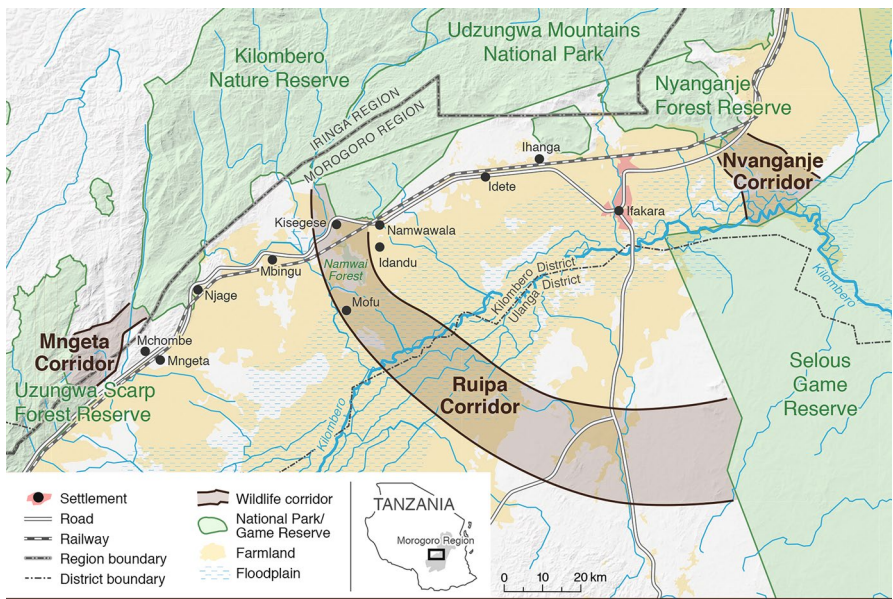 Udzungwa Mountains
National Park
Kilombero
Nature Reserve
Nyanganje
Forest Reserve
IRINGA REGION
MOROGORO REGION
Ihanga
Idete
Nvanganje
Corridor
Ifakara
Kisegese
Namwawala
Namwai
Forest
Idandu
Mbingu
Kilombero District
Ulanga District
Kilombero
Njage
Mofu
Mngeta
Corridor
Mchombe
Mngeta
Uzungwa Scarp
Forest Reserve
Ruipa
Corridor
Selous
Game
Reserve
Kilombero
Settlement
Road
Railway
Region boundary
District boundary
Wildlife corridor
National Park/
Game Reserve
Farmland
Floodplain
TANZANIA
Morogoro Region
0 10 20 km